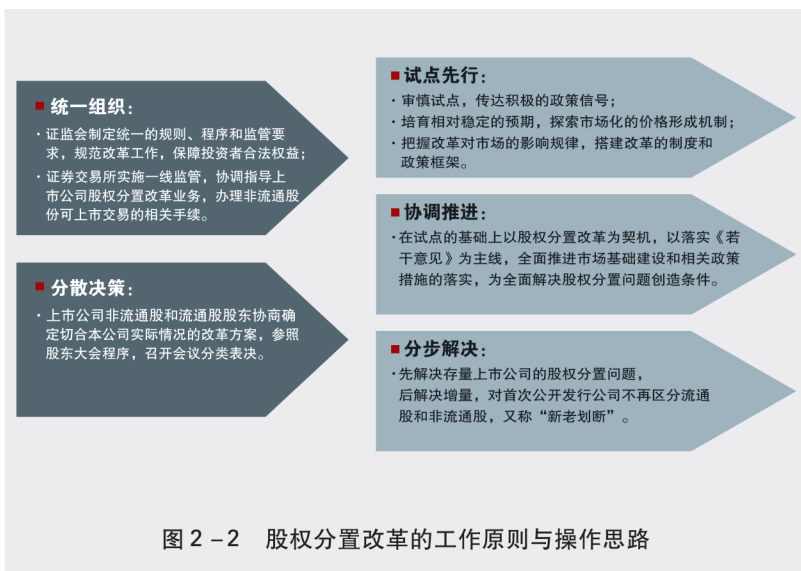 ■ 统一组织：
· 证监会制定统一的规则、程序和监管要
求，规范改革工作，保障投资者合法权益；
· 证券交易所实施一线监管，协调指导上
市公司股权分置改革业务，办理非流通股
份可上市交易的相关手续。
■ 分散决策：
· 上市公司非流通股和流通股股东协商确
定切合本公司实际情况的改革方案，参照
股东大会程序，召开会议分类表决。
■ 试点先行：
· 审慎试点，传达积极的政策信号；
· 培育相对稳定的预期，探索市场化的价格形成机制；
· 把握改革对市场的影响规律，搭建改革的制度和
政策框架。
■ 协调推进：
· 在试点的基础上以股权分置改革为契机，以落实《若
干意见》为主线，全面推进市场基础建设和相关政策
措施的落实，为全面解决股权分置问题创造条件。
■ 分步解决：
· 先解决存量上市公司的股权分置问题，
后解决增量，对首次公开发行公司不再区分流通
股和非流通股，又称“新老划断”。
图2-2 股权分置改革的工作原则与操作思路